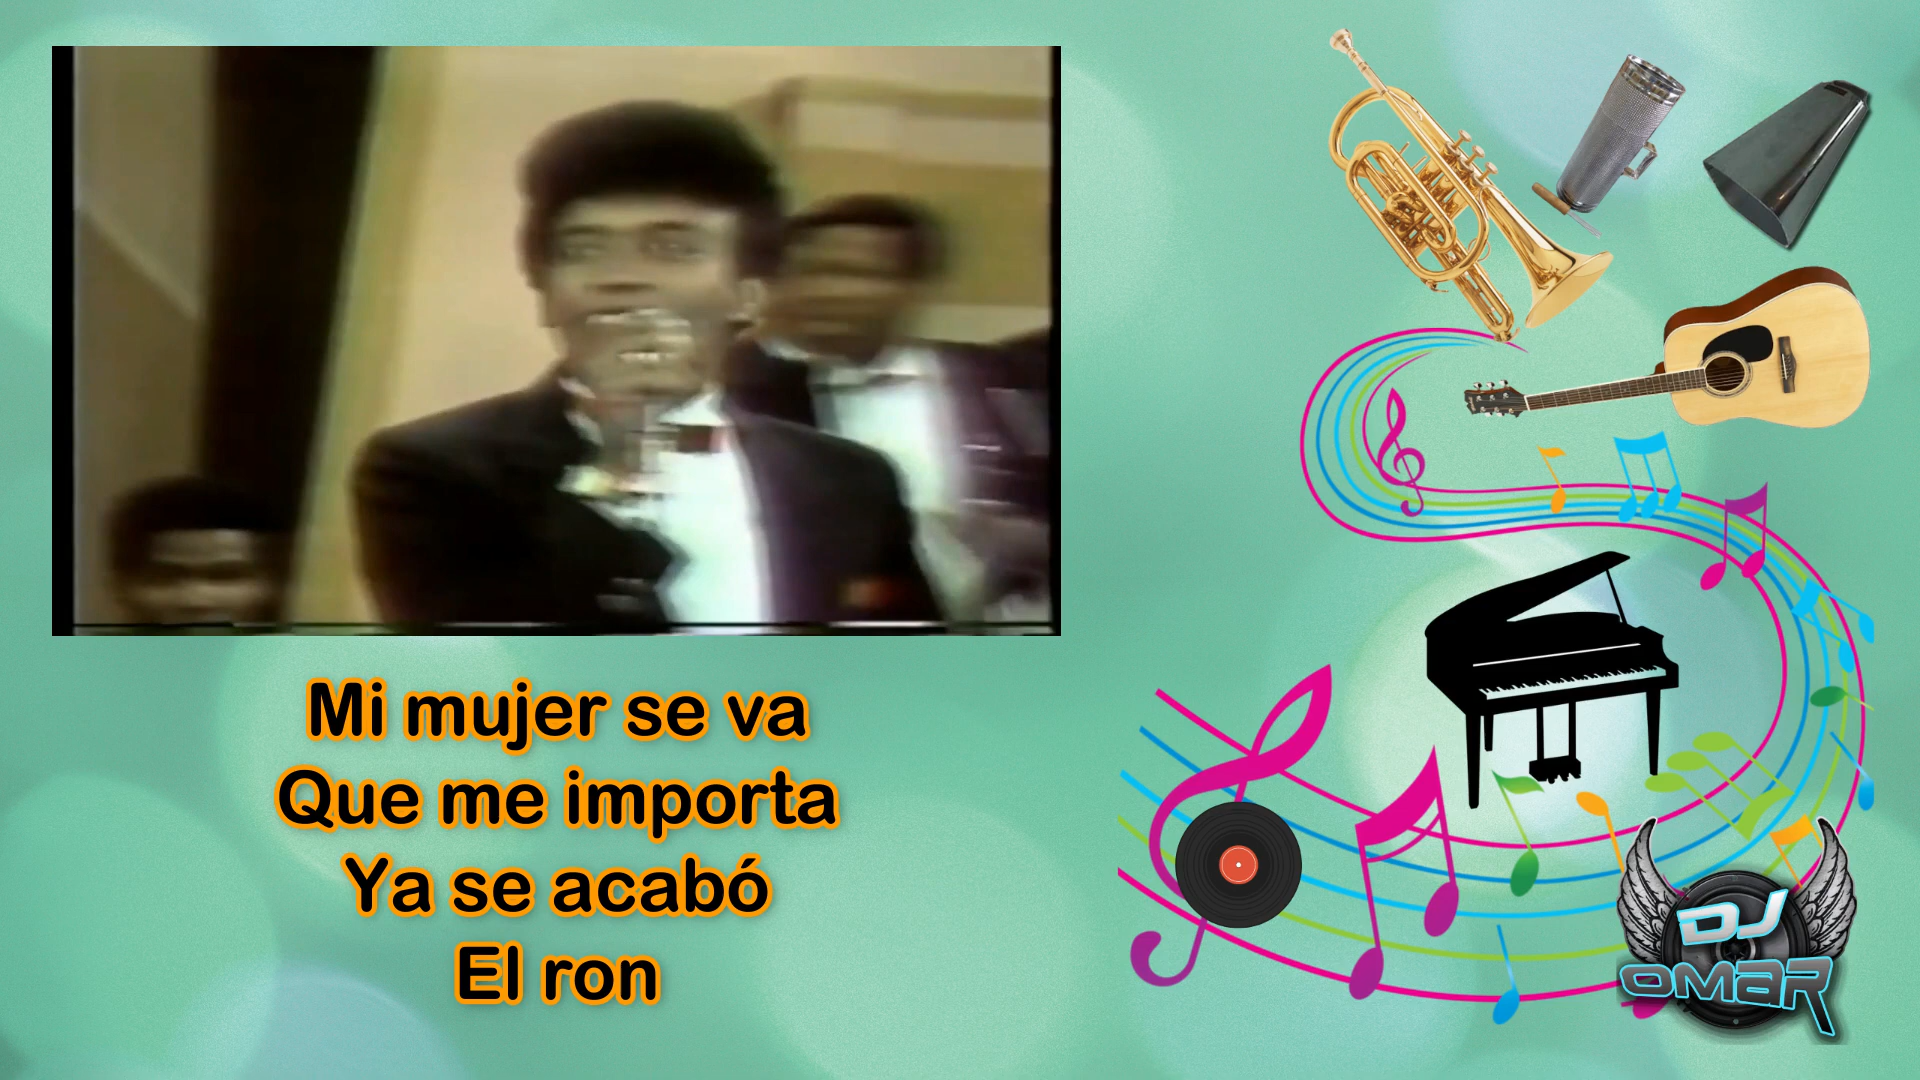 Mi mujer se va
Que me importa
Ya se acabó
El ron
DJ
OMAR